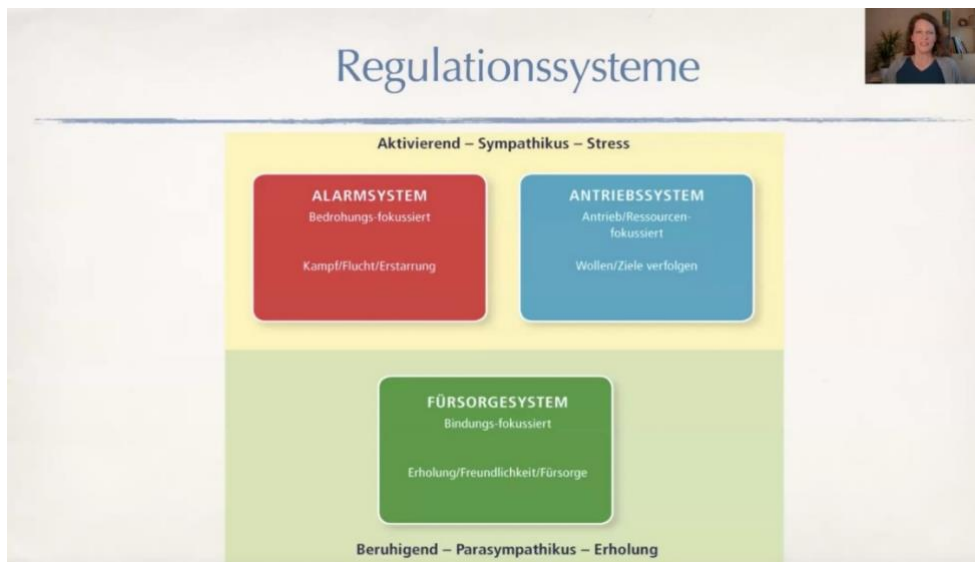 Regulationssysteme
Aktivierend – Sympathikus – Stress
ALARMSYSTEM
Bedrohungs-fokussiert
Kampf/Flucht/Erstarrung
ANTRIEBSSYSTEM
Antrieb/Ressourcen-
fokussiert
Wollen/Ziele verfolgen
FÜRSORGESYSTEM
Bindungs-fokussiert
Erholung/Freundlichkeit/Fürsorge
Beruhigend – Parasympathikus – Erholung